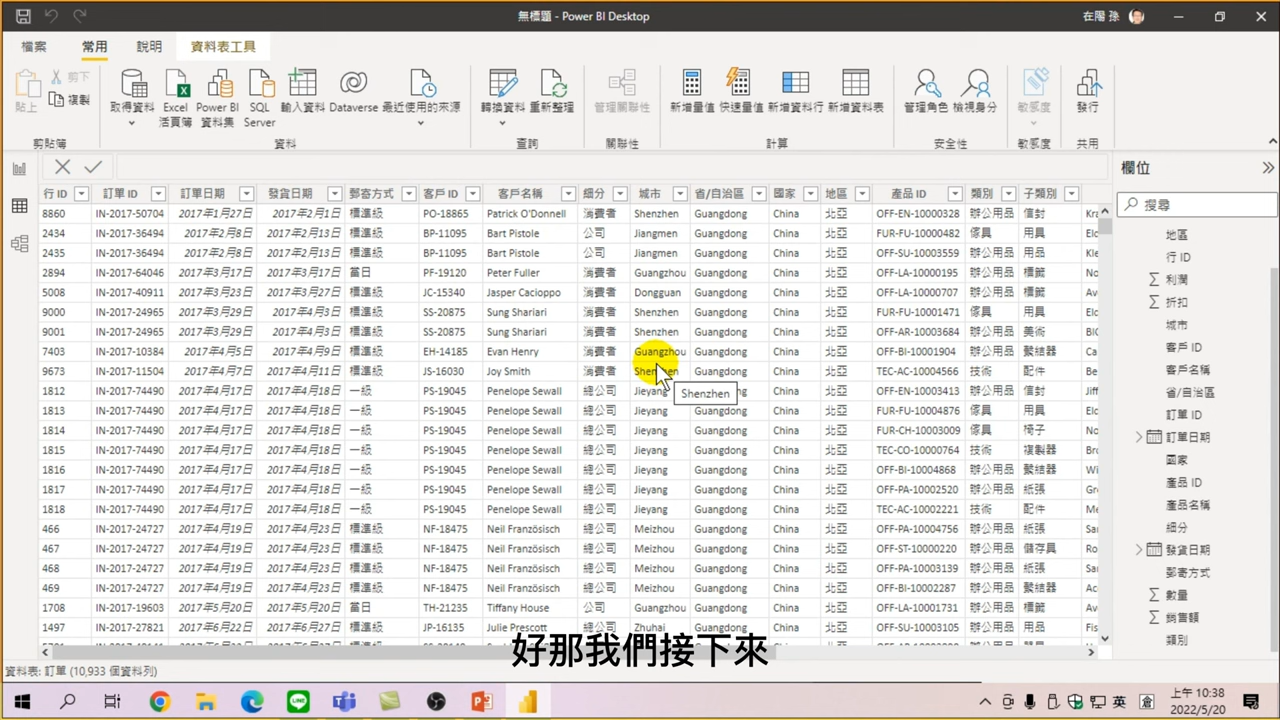 無標題 - Power BI Desktop
在陽 孫
檔案 常用 說明 資料表工具
貼上 剪下 複製
取得資料 Excel 活頁簿 Power BI 資料集 SQL Server 輸入資料 Dataverse 最近使用的來源
轉換資料 重新整理 管理關聯性 新增量值 快速量值 新增資料行 新增資料表 管理角色 檢視身分 敏感度 發行
剪貼簿 資料 查詢 關聯性 計算 安全性 敏感度 共用
行 ID 訂單 ID 訂單日期 發貨日期 郵寄方式 客戶 ID 客戶名稱 細分 城市 省/自治區 國家 地區 產品 ID 類別 子類別
8860 IN-2017-50704 2017年1月27日 2017年2月1日 標準級 PO-18865 Patrick O'Donnell 消費者 Shenzhen Guangdong China 北亞 OFF-EN-10000328 辦公用品 信封 Kra
2434 IN-2017-36494 2017年2月8日 2017年2月13日 標準級 BP-11095 Bart Pistole 公司 Jiangmen Guangdong China 北亞 FUR-FU-10000482 傢具 用具 Eld
2435 IN-2017-36494 2017年2月8日 2017年2月13日 標準級 BP-11095 Bart Pistole 公司 Jiangmen Guangdong China 北亞 OFF-SU-10003559 辦公用品 用品 Kle
2894 IN-2017-64046 2017年3月17日 2017年3月17日 當日 PF-19120 Peter Fuller 消費者 Guangzhou Guangdong China 北亞 OFF-LA-10000195 辦公用品 標籤 No
5008 IN-2017-40911 2017年3月23日 2017年3月27日 標準級 JC-15340 Jasper Cacioppo 消費者 Dongguan Guangdong China 北亞 OFF-LA-10000707 辦公用品 標籤 Av
9000 IN-2017-24965 2017年3月29日 2017年4月3日 標準級 SS-20875 Sung Shariari 消費者 Shenzhen Guangdong China 北亞 FUR-FU-10001471 傢具 用具 Eld
9001 IN-2017-24965 2017年3月29日 2017年4月3日 標準級 SS-20875 Sung Shariari 消費者 Shenzhen Guangdong China 北亞 OFF-AR-10003684 辦公用品 美術 BIC
7403 IN-2017-10384 2017年4月5日 2017年4月9日 標準級 EH-14185 Evan Henry 消費者 Guangzhou Guangdong China 北亞 OFF-BI-10001904 辦公用品 繫結器 Ca
9673 IN-2017-11504 2017年4月7日 2017年4月11日 標準級 JS-16030 Joy Smith 消費者 Shenzhen Guangdong China 北亞 TEC-AC-10004566 技術 配件 Be
Shenzhen
1812 IN-2017-74490 2017年4月17日 2017年4月18日 一級 PS-19045 Penelope Sewall 總公司 Jieyang China 北亞 OFF-EN-10003413 辦公用品 信封 Jiff
1813 IN-2017-74490 2017年4月17日 2017年4月18日 一級 PS-19045 Penelope Sewall 總公司 Jieyang Guangdong China 北亞 FUR-FU-10004876 傢具 用具 Eld
1814 IN-2017-74490 2017年4月17日 2017年4月18日 一級 PS-19045 Penelope Sewall 總公司 Jieyang Guangdong China 北亞 FUR-CH-10003009 傢具 椅子 No
1815 IN-2017-74490 2017年4月17日 2017年4月18日 一級 PS-19045 Penelope Sewall 總公司 Jieyang Guangdong China 北亞 TEC-CO-10000764 技術 複製器 Bro
1816 IN-2017-74490 2017年4月17日 2017年4月18日 一級 PS-19045 Penelope Sewall 總公司 Jieyang Guangdong China 北亞 OFF-BI-10004868 辦公用品 繫結器 Wi
1817 IN-2017-74490 2017年4月17日 2017年4月18日 一級 PS-19045 Penelope Sewall 總公司 Jieyang Guangdong China 北亞 OFF-PA-10002520 辦公用品 紙張 Gr
1818 IN-2017-74490 2017年4月17日 2017年4月18日 一級 PS-19045 Penelope Sewall 總公司 Jieyang Guangdong China 北亞 TEC-AC-10002221 技術 配件 Me
466 IN-2017-24727 2017年4月19日 2017年4月23日 標準級 NF-18475 Neil Französisch 總公司 Meizhou Guangdong China 北亞 OFF-PA-10004756 辦公用品 紙張 Sar
467 IN-2017-24727 2017年4月19日 2017年4月23日 標準級 NF-18475 Neil Französisch 總公司 Meizhou Guangdong China 北亞 OFF-ST-10000220 辦公用品 儲存具 Ro
468 IN-2017-24727 2017年4月19日 2017年4月23日 標準級 NF-18475 Neil Französisch 總公司 Meizhou Guangdong China 北亞 OFF-PA-10003139 辦公用品 紙張 Sar
469 IN-2017-24727 2017年4月19日 2017年4月23日 標準級 NF-18475 Neil Französisch 總公司 Meizhou Guangdong China 北亞 OFF-BI-10002287 辦公用品 繫結器 Ac
1708 IN-2017-19603 2017年5月20日 2017年5月20日 當日 TH-21235 Tiffany House 公司 Guangzhou Guangdong China 北亞 OFF-LA-10001731 辦公用品 標籤 Av
1497 IN-2017-27821 2017年6月22日 2017年6月27日 標準級 JP-16135 Julie Prescott 總公司 Zhuhai Guangdong China 北亞 OFF-SU-10003504 辦公用品 用品 Fis
好那我們接下來
資料表: 訂單 (10,933 個資料列)
欄位
搜尋
地區
行 ID
利潤
折扣
城市
客戶 ID
客戶名稱
省/自治區
訂單 ID
訂單日期
國家
產品 ID
產品名稱
細分
發貨日期
郵寄方式
數量
銷售額
類別
英
上午 10:38
2022/5/20